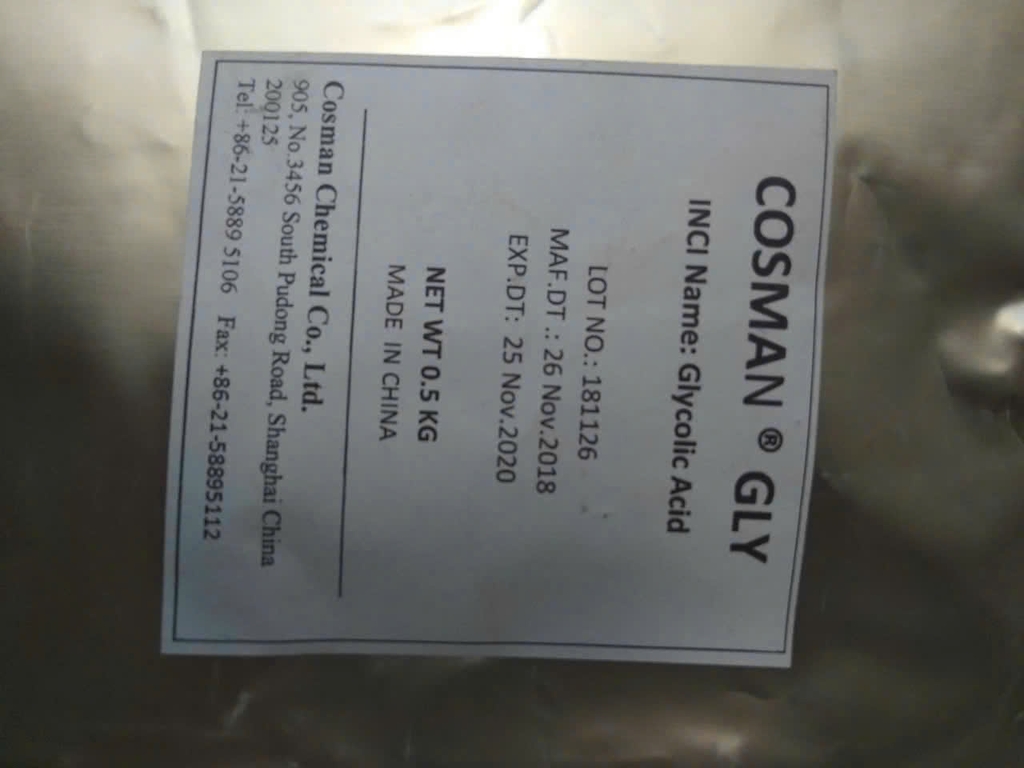 COSMAN ® GLY
INCI Name: Glycolic Acid
LOT NO.: 181126
MAF.DT .: 26 Nov.2018
EXP.DT: 25 Nov.2020
NET WT 0.5 KG
MADE IN CHINA
Cosman Chemical Co., Ltd.
905, No.3456 South Pudong Road, Shanghai China
200125
Tel: +86-21-5889 5106 Fax: +86-21-58895112